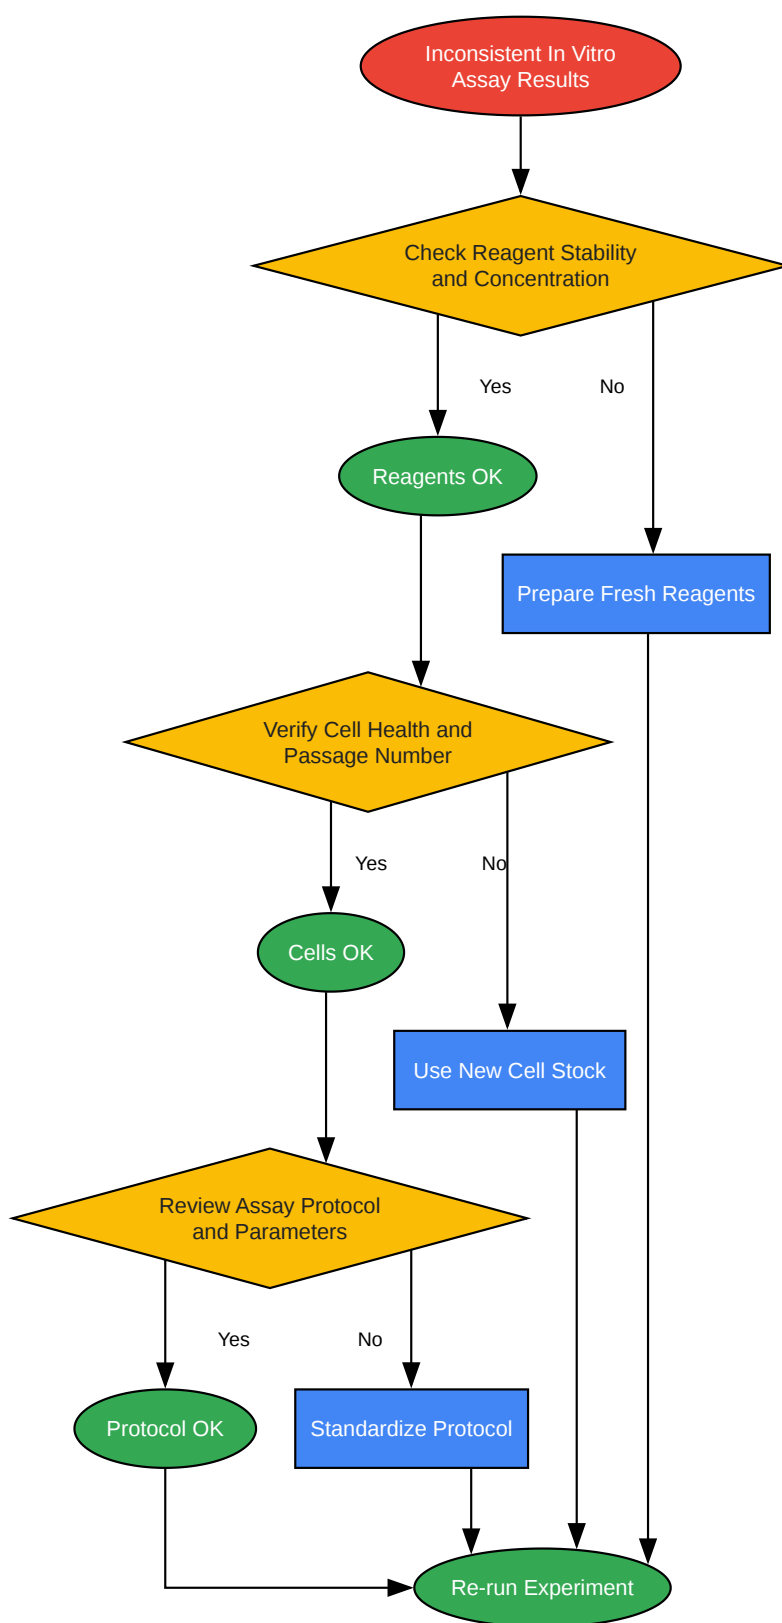 Inconsistent In Vitro
Assay Results
Check Reagent Stability
and Concentration
Yes
No
Reagents OK
Prepare Fresh Reagents
Verify Cell Health and
Passage Number
Yes
No
Cells OK
Use New Cell Stock
Review Assay Protocol
and Parameters
Yes
No
Protocol OK
Standardize Protocol
Re-run Experiment